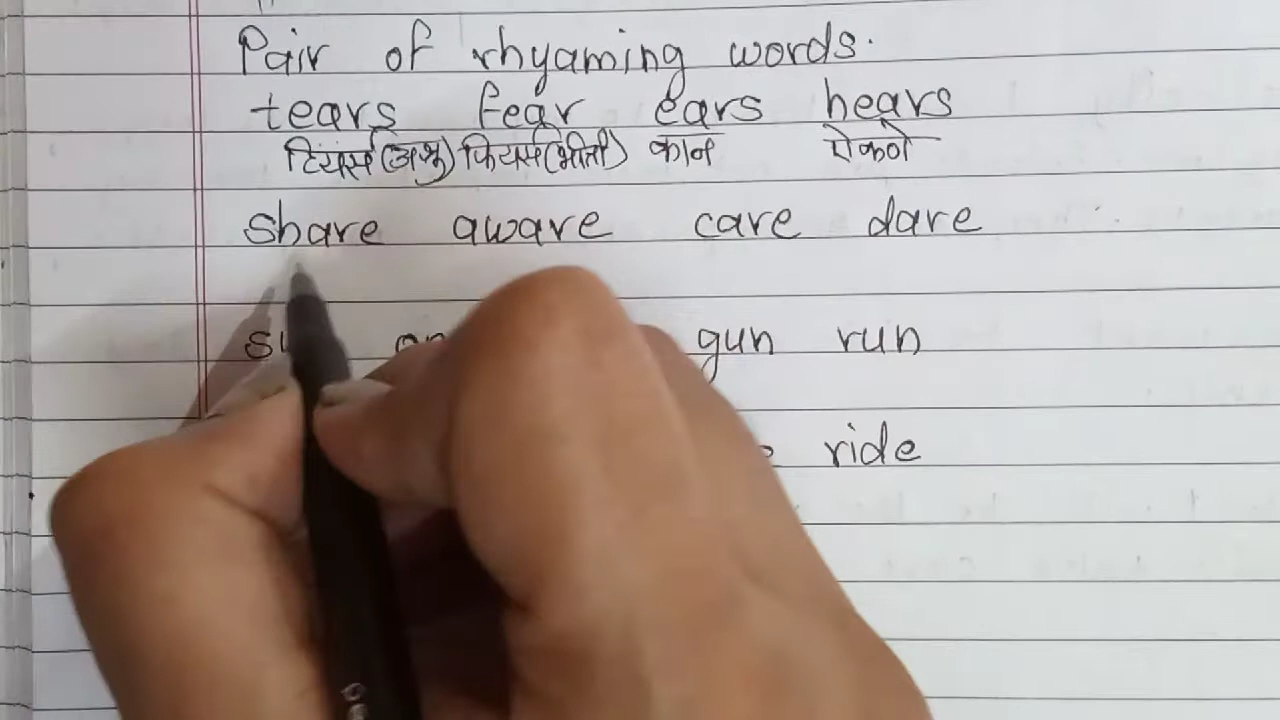 Pair of rhyaming words.
tears fear ears hears
टियर्स (अश्रू) फियर्स (भीती) कान ऐकणे
share aware care dare
gun run
ride